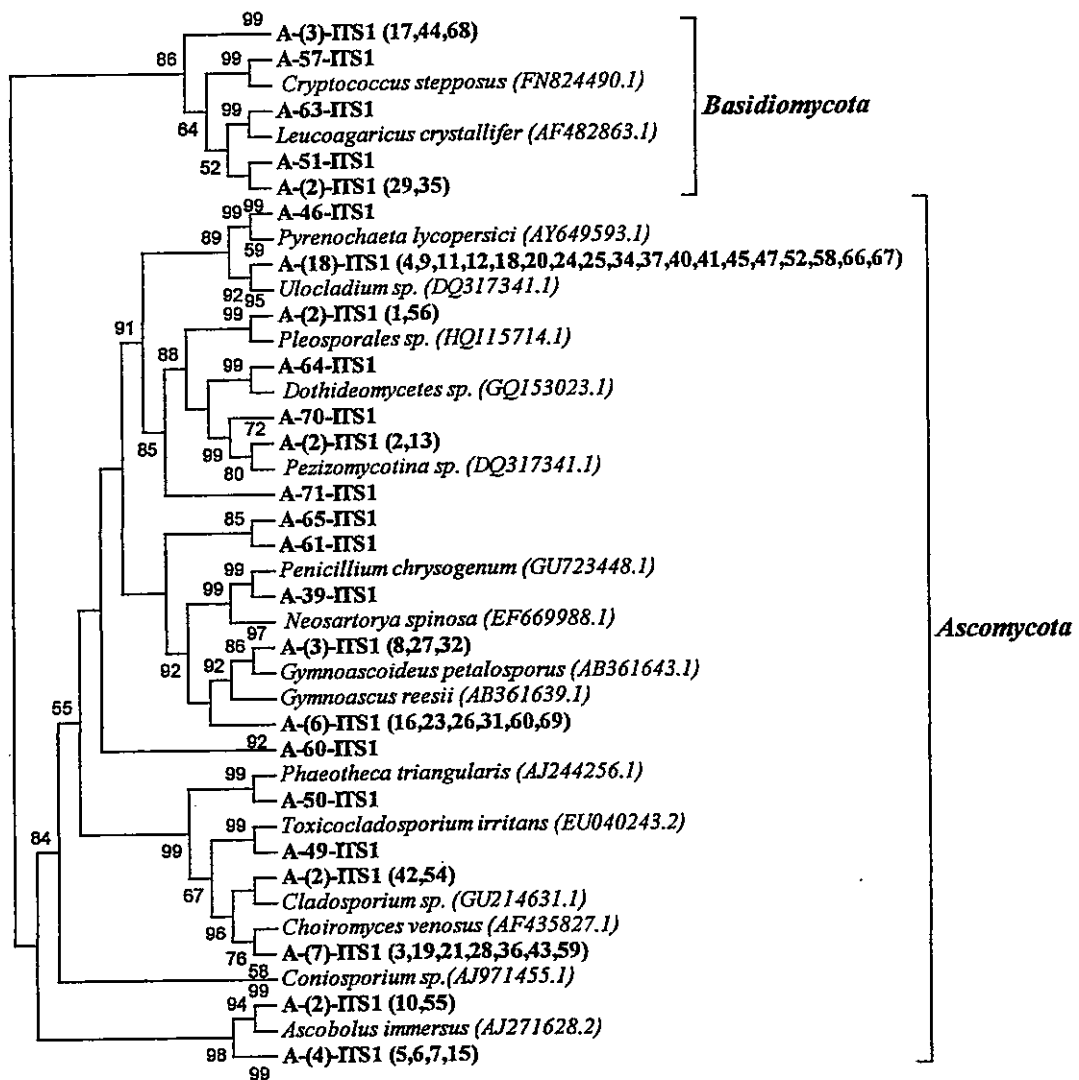 99
A-(3)-ITS1 (17,44,68)
86
99
A-57-ITS1
Cryptococcus stepposus (FN824490.1)
99
A-63-ITS1
Basidiomycota
64
Leucoagaricus crystallifer (AF482863.1)
52
A-51-ITS1
A-(2)-ITS1 (29,35)
99
99
A-46-ITS1
89
Pyrenochaeta lycopersici (AY649593.1)
59
A-(18)-ITS1 (4,9,11,12,18,20,24,25,34,37,40,41,45,47,52,58,66,67)
92
95
Ulocladium sp. (DQ317341.1)
91
99
A-(2)-ITS1 (1,56)
Pleosporales sp. (HQ115714.1)
88
99
A-64-ITS1
Dothideomycetes sp. (GQ153023.1)
A-70-ITS1
72
85
99
A-(2)-ITS1 (2,13)
80
Pezizomycotina sp. (DQ317341.1)
A-71-ITS1
85
A-65-ITS1
A-61-ITS1
99
Penicillium chrysogenum (GU723448.1)
99
A-39-ITS1
Neosartorya spinosa (EF669988.1)
Ascomycota
97
86
A-(3)-ITS1 (8,27,32)
92
92
Gymnoascoideus petalosporus (AB361643.1)
Gymnascus reesii (AB361639.1)
55
A-(6)-ITS1 (16,23,26,31,60,69)
92
A-60-ITS1
99
Phaeotheca triangularis (AJ244256.1)
A-50-ITS1
84
99
Toxicocladosporium irritans (EU040243.2)
99
A-49-ITS1
67
A-(2)-ITS1 (42,54)
Cladosporium sp. (GU214631.1)
96
Choiromyces venosus (AF435827.1)
76
A-(7)-ITS1 (3,19,21,28,36,43,59)
58
Coniosporium sp.(AJ971455.1)
99
94
A-(2)-ITS1 (10,55)
Ascobolus immersus (AJ271628.2)
98
A-(4)-ITS1 (5,6,7,15)
99